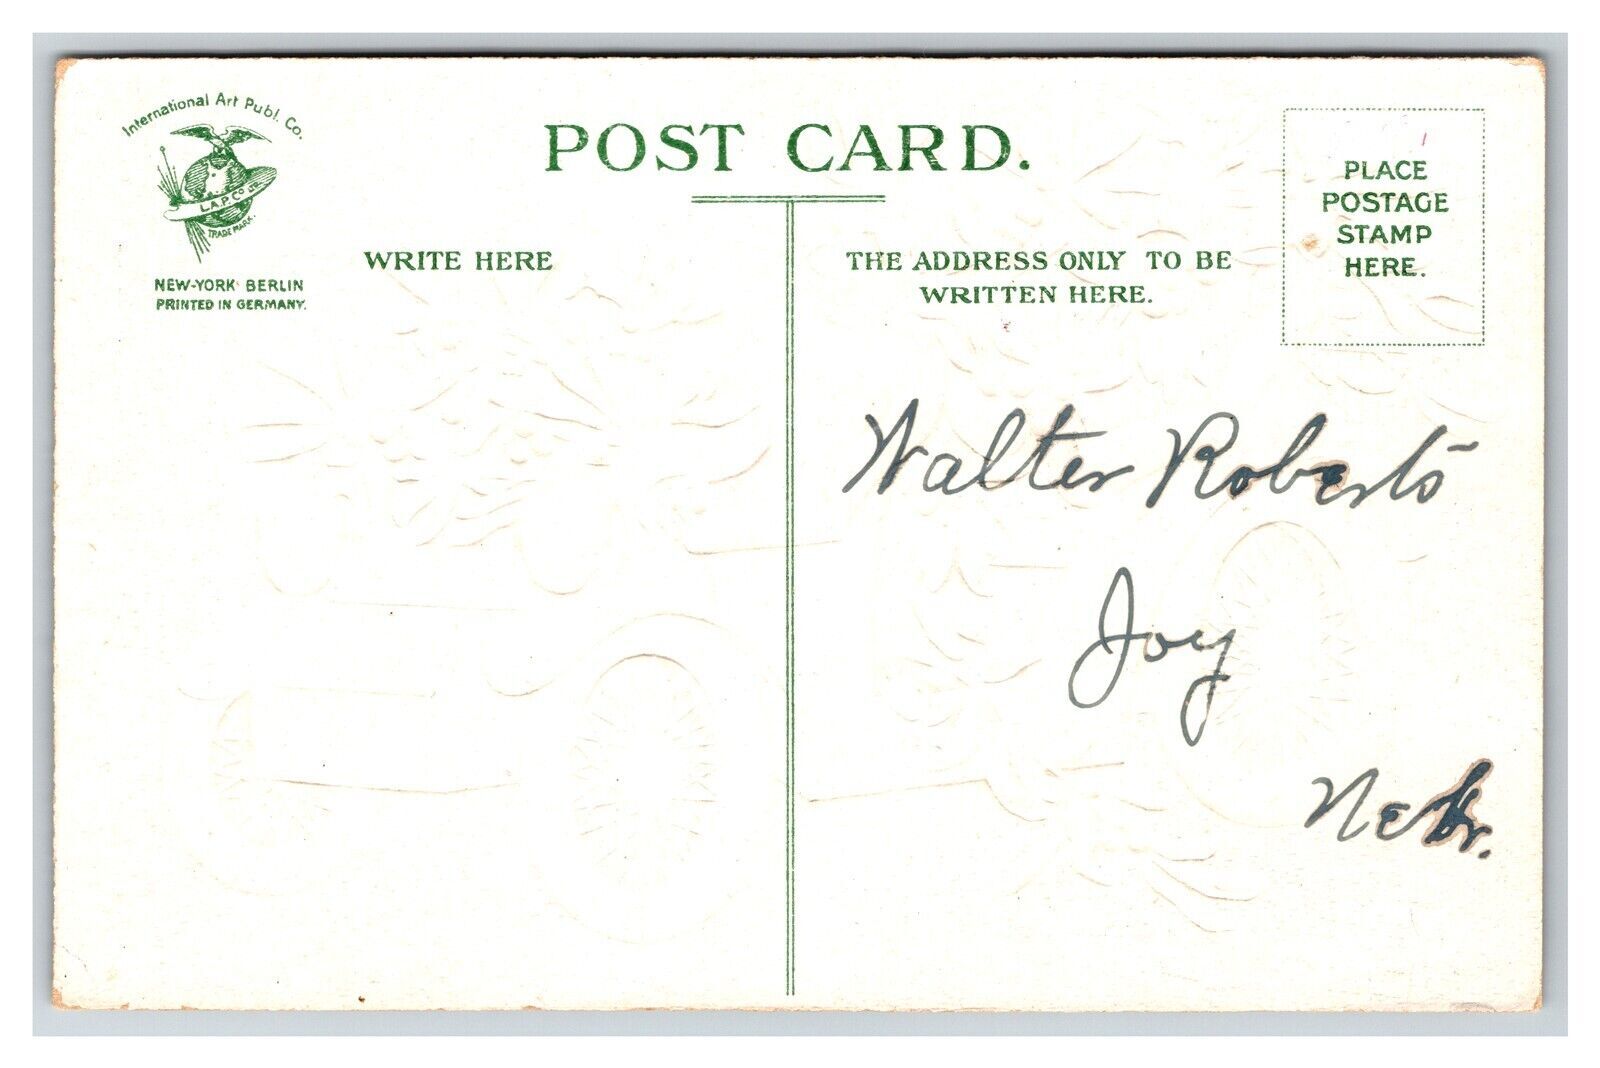 International Art Publ. Co.
I.A.P. Co.
TRADE MARK.
NEW-YORK BERLIN
PRINTED IN GERMANY.
POST CARD.
WRITE HERE
THE ADDRESS ONLY TO BE
WRITTEN HERE.
PLACE
POSTAGE
STAMP
HERE.
Walter Roberts
Joy
Nebr.